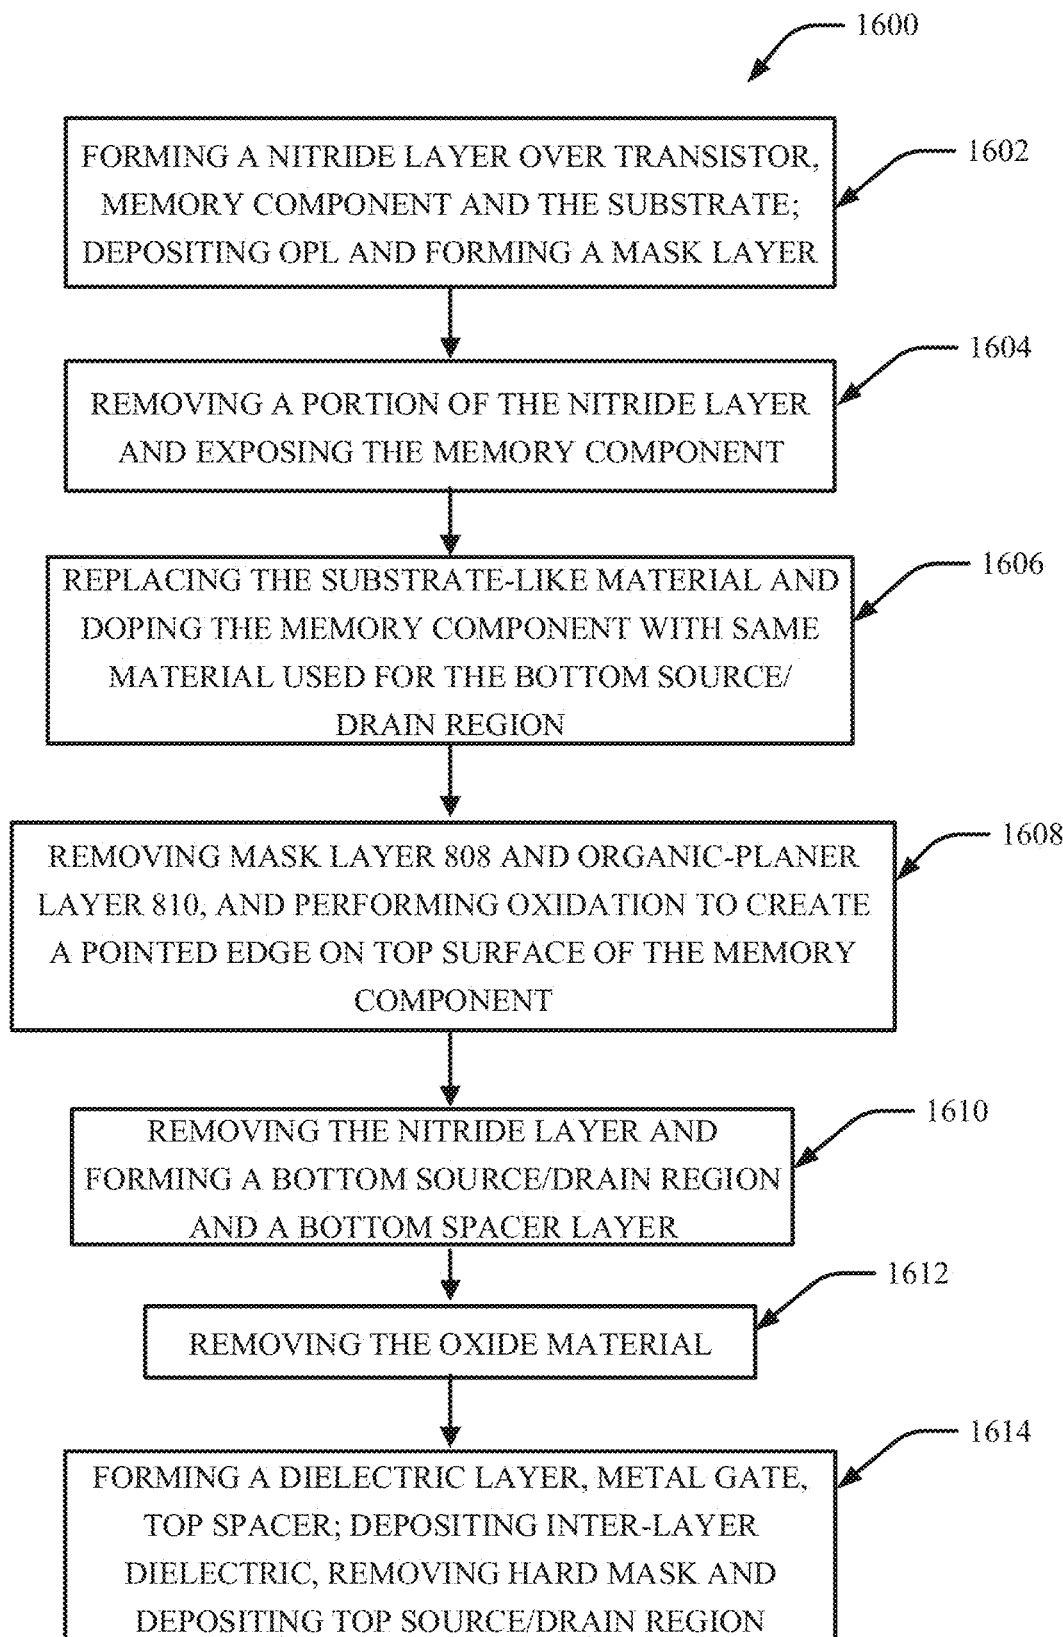 1600
FORMING A NITRIDE LAYER OVER TRANSISTOR,
MEMORY COMPONENT AND THE SUBSTRATE;
DEPOSITING OPL AND FORMING A MASK LAYER
1602
REMOVING A PORTION OF THE NITRIDE LAYER
AND EXPOSING THE MEMORY COMPONENT
1604
REPLACING THE SUBSTRATE-LIKE MATERIAL AND
DOPING THE MEMORY COMPONENT WITH SAME
MATERIAL USED FOR THE BOTTOM SOURCE/
DRAIN REGION
1606
REMOVING MASK LAYER 808 AND ORGANIC-PLANER
LAYER 810, AND PERFORMING OXIDATION TO CREATE
A POINTED EDGE ON TOP SURFACE OF THE MEMORY
COMPONENT
1608
REMOVING THE NITRIDE LAYER AND
FORMING A BOTTOM SOURCE/DRAIN REGION
AND A BOTTOM SPACER LAYER
1610
REMOVING THE OXIDE MATERIAL
1612
FORMING A DIELECTRIC LAYER, METAL GATE,
TOP SPACER; DEPOSITING INTER-LAYER
DIELECTRIC, REMOVING HARD MASK AND
DEPOSITING TOP SOURCE/DRAIN REGION
1614